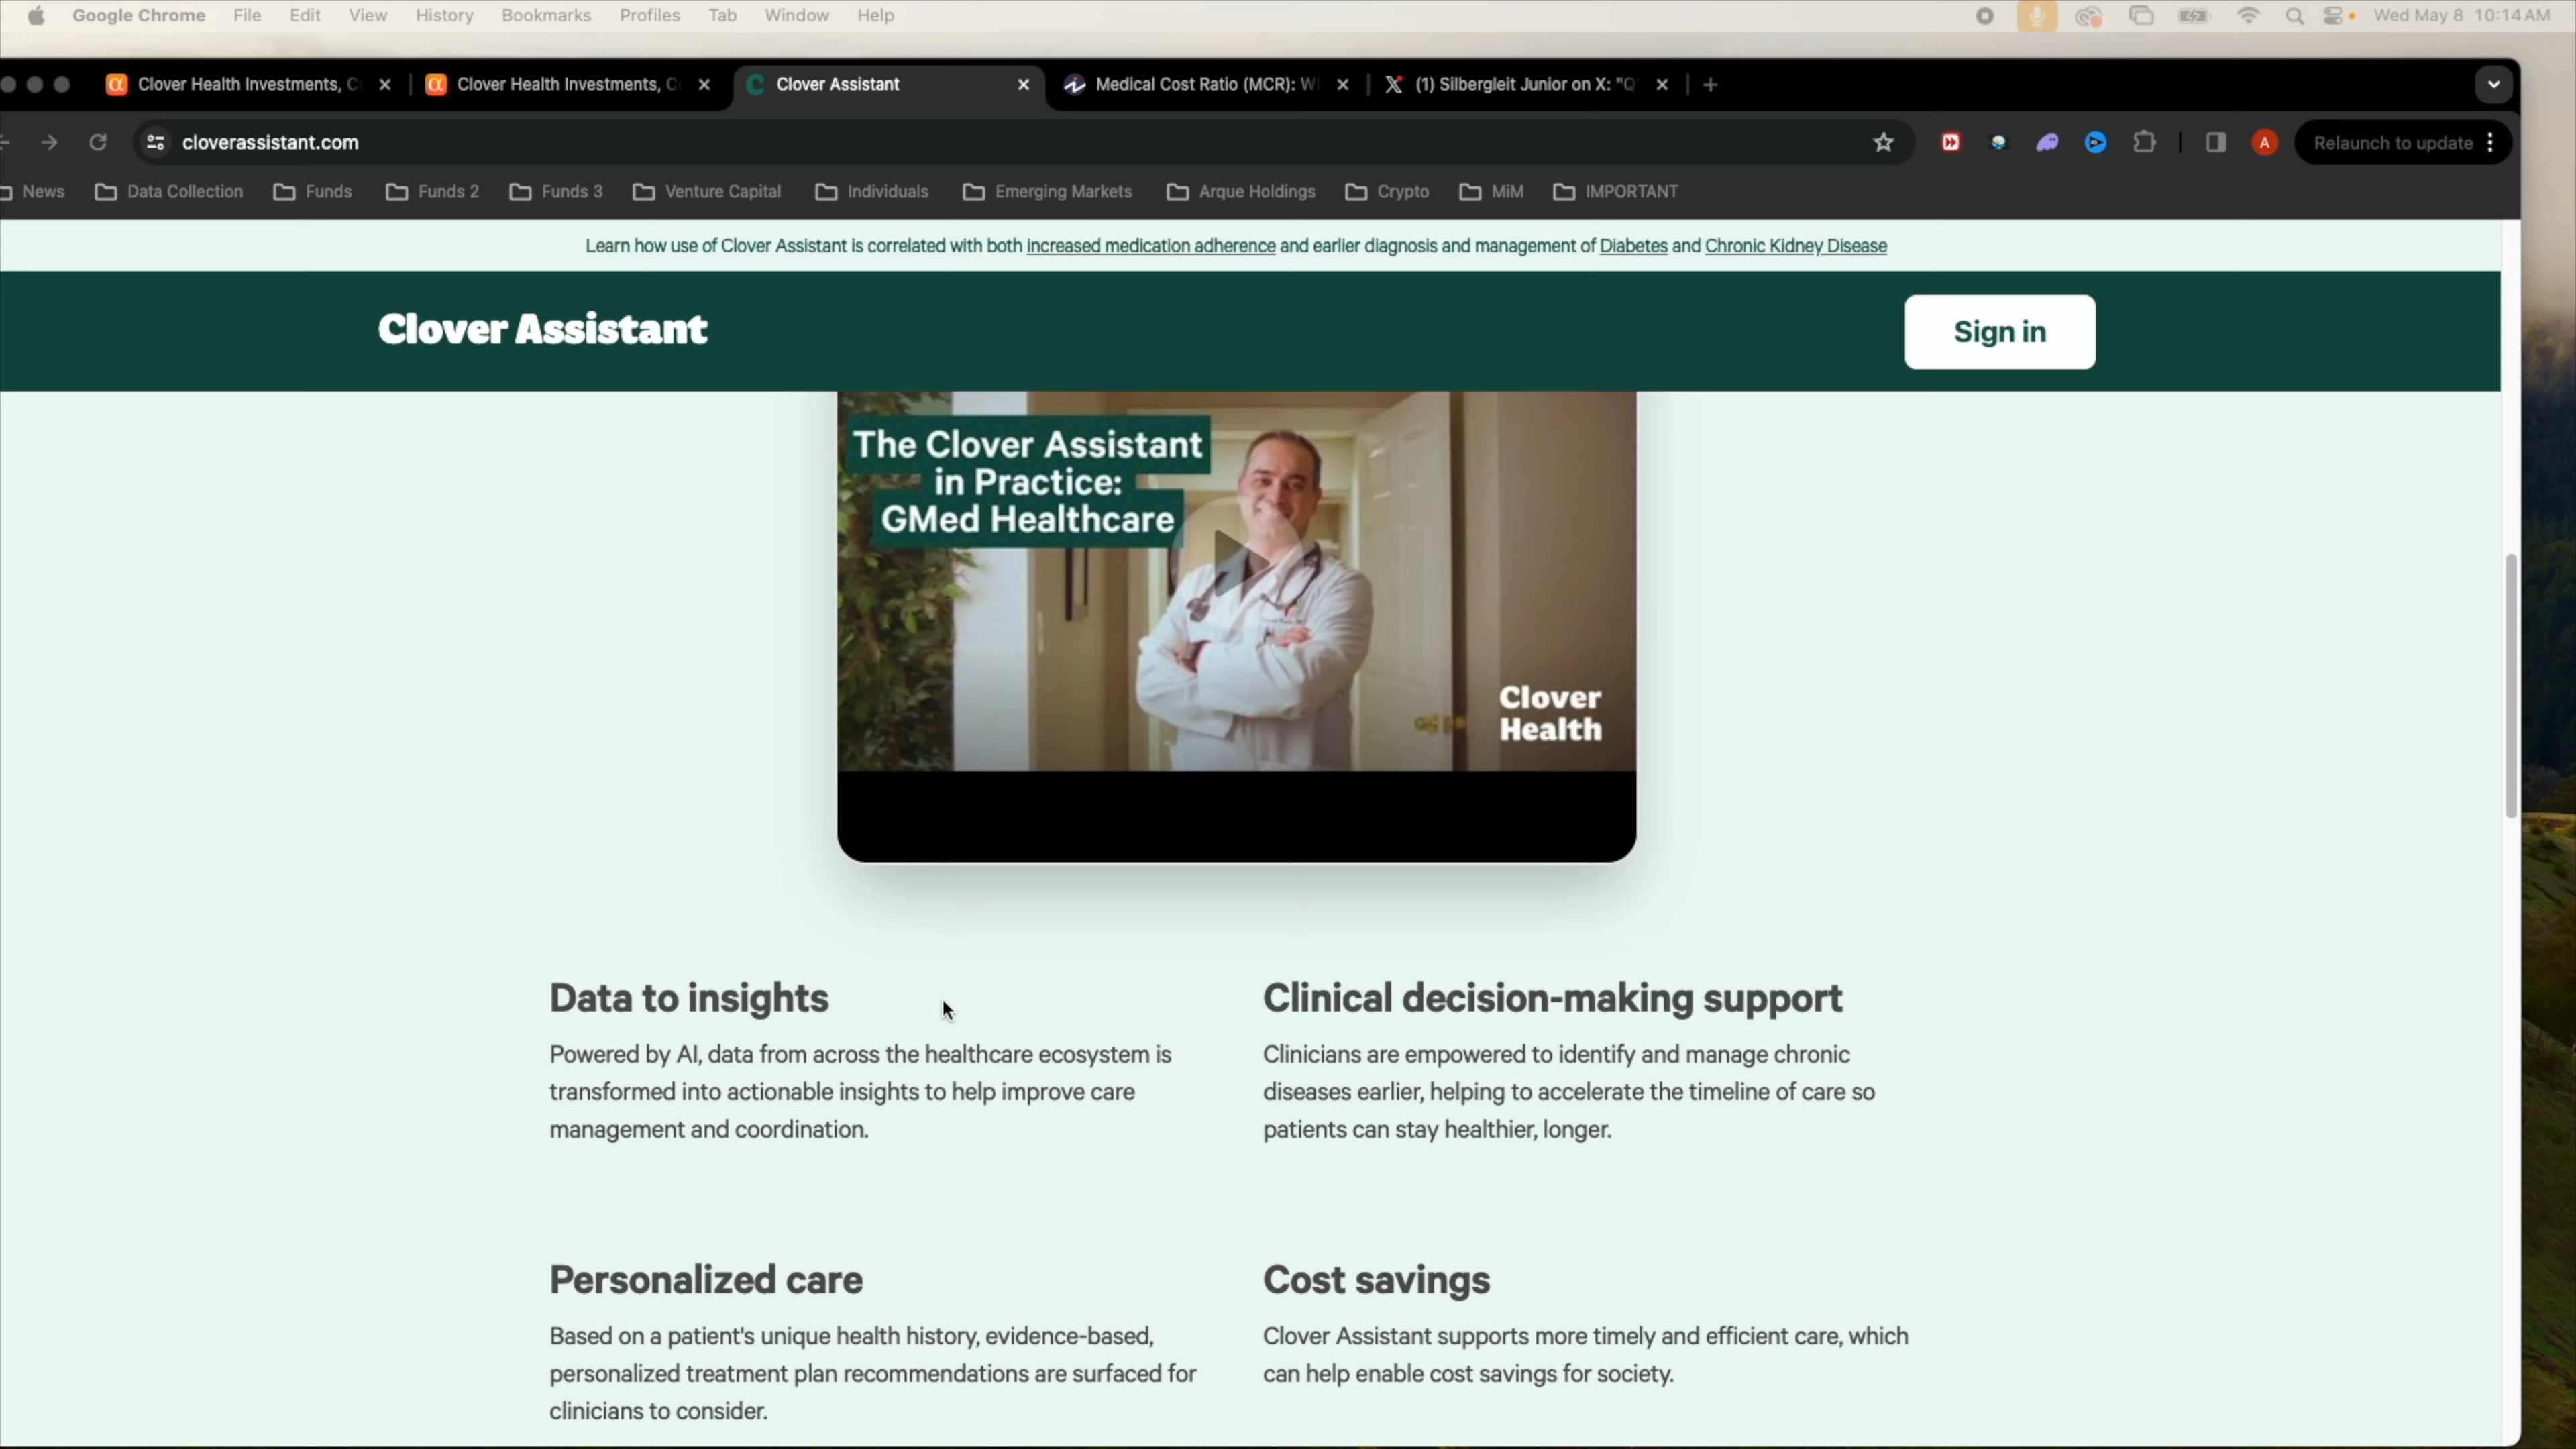 Google Chrome File Edit View History Bookmarks Profiles Tab Window Help Wed May 8 10:14 AM
Clover Health Investments, C Clover Health Investments, C Clover Assistant Medical Cost Ratio (MCR): W (1) Silbergleit Junior on X: "Q
cloverassistant.com A Relaunch to update
News Data Collection Funds Funds 2 Funds 3 Venture Capital Individuals Emerging Markets Arque Holdings Crypto MiM IMPORTANT
Learn how use of Clover Assistant is correlated with both increased medication adherence and earlier diagnosis and management of Diabetes and Chronic Kidney Disease
Clover Assistant Sign in
The Clover Assistant
in Practice:
GMed Healthcare
Clover
Health
Data to insights
Powered by AI, data from across the healthcare ecosystem is
transformed into actionable insights to help improve care
management and coordination.
Clinical decision-making support
Clinicians are empowered to identify and manage chronic
diseases earlier, helping to accelerate the timeline of care so
patients can stay healthier, longer.
Personalized care
Based on a patient's unique health history, evidence-based,
personalized treatment plan recommendations are surfaced for
clinicians to consider.
Cost savings
Clover Assistant supports more timely and efficient care, which
can help enable cost savings for society.